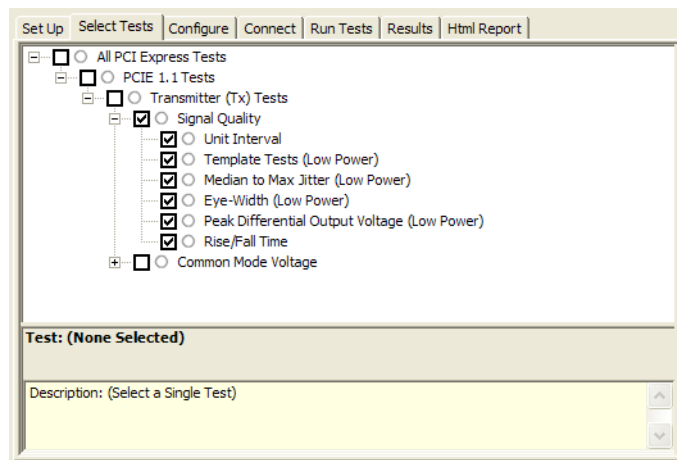 Set Up Select Tests Configure Connect Run Tests Results Html Report
All PCI Express Tests
PCIE 1.1 Tests
Transmitter (Tx) Tests
Signal Quality
Unit Interval
Template Tests (Low Power)
Median to Max Jitter (Low Power)
Eye-Width (Low Power)
Peak Differential Output Voltage (Low Power)
Rise/Fall Time
Common Mode Voltage
Test: (None Selected)
Description: (Select a Single Test)